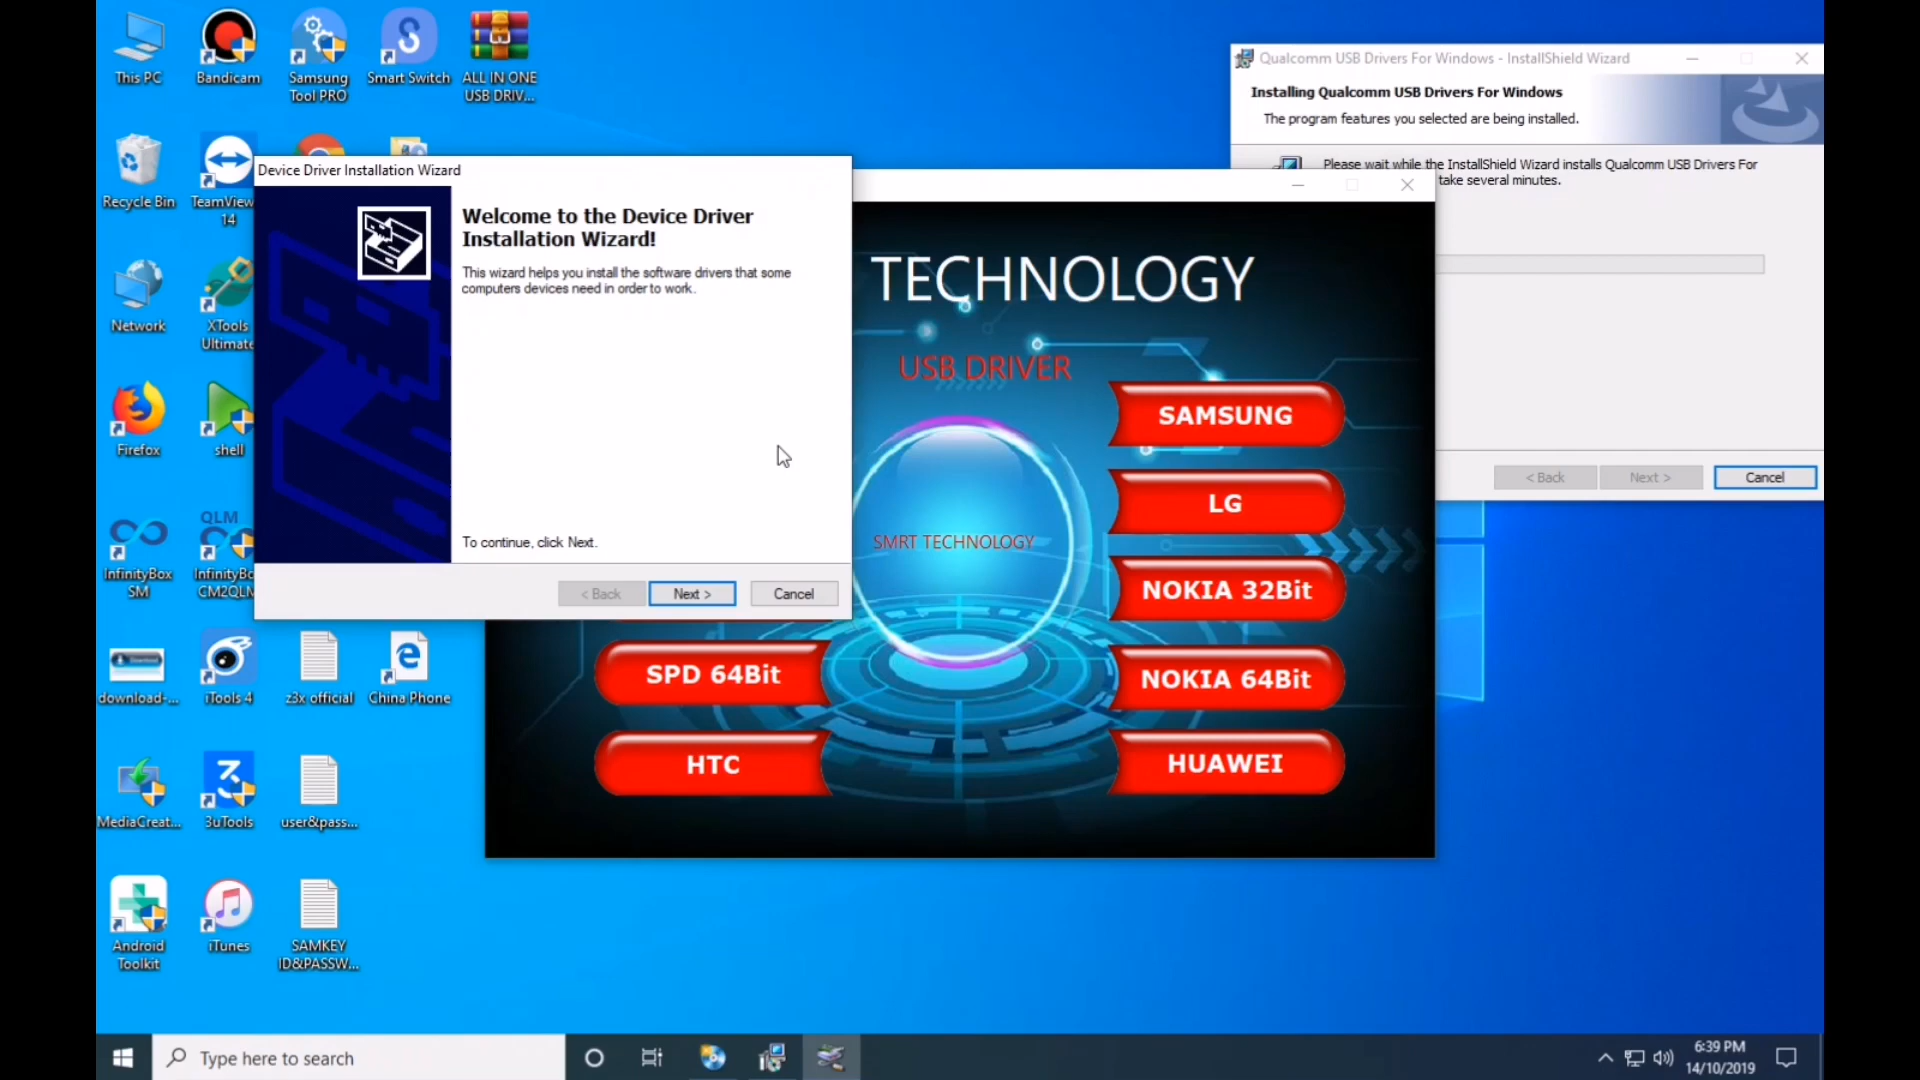 This PC
Bandicam
Samsung
Tool PRO
Smart Switch
ALL IN ONE
USB DRIV...
Recycle Bin
TeamView
14
Network
XTools
Ultimate
Firefox
shell
InfinityBox
SM
QLM
InfinityBo
CM2QLM
download-...
iTools 4
z3x official
China Phone
MediaCreat...
3uTools
user&pass...
Android
Toolkit
iTunes
SAMKEY
ID&PASSW...
Device Driver Installation Wizard
Welcome to the Device Driver
Installation Wizard!
This wizard helps you install the software drivers that some
computers devices need in order to work.
To continue, click Next.
< Back
Next >
Cancel
TECHNOLOGY
USB DRIVER
SMRT TECHNOLOGY
SPD 64Bit
HTC
SAMSUNG
LG
NOKIA 32Bit
NOKIA 64Bit
HUAWEI
Qualcomm USB Drivers For Windows - InstallShield Wizard
Installing Qualcomm USB Drivers For Windows
The program features you selected are being installed.
Please wait while the InstallShield Wizard installs Qualcomm USB Drivers For
take several minutes.
< Back
Next >
Cancel
Type here to search
6:39 PM
14/10/2019